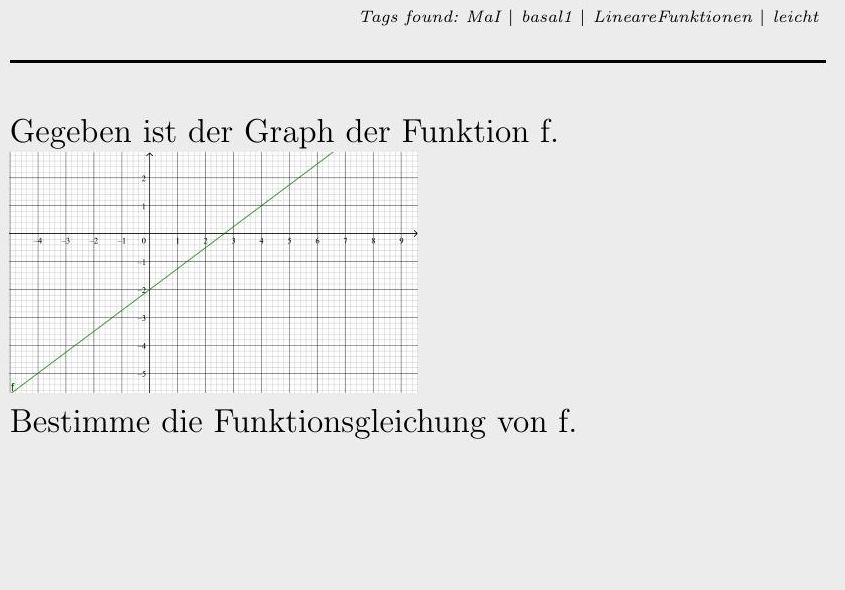 Tags found: MaI | basal1 | LineareFunktionen | leicht
Gegeben ist der Graph der Funktion f.
2
1
-4 -3 -2 -1 0 1 2 3 4 5 6 7 8 9
-1
-2
-3
-4
-5
f
Bestimme die Funktionsgleichung von f.